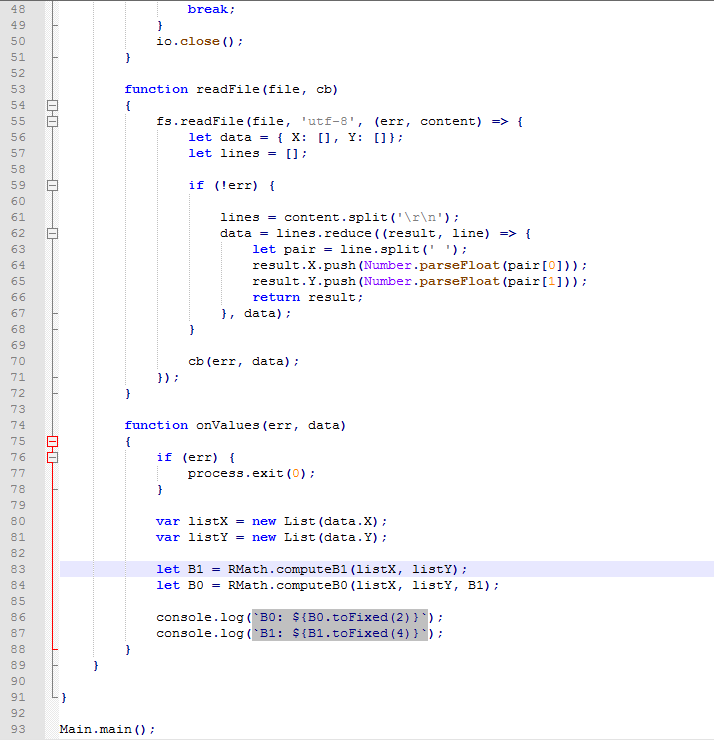 48                 break;
49             }
50             io.close();
51         }
52
53         function readFile(file, cb)
54         {
55             fs.readFile(file, 'utf-8', (err, content) => {
56                 let data = { X: [], Y: []};
57                 let lines = [];
58
59                 if (!err) {
60
61                     lines = content.split('\r\n');
62                     data = lines.reduce((result, line) => {
63                         let pair = line.split(' ');
64                         result.X.push(Number.parseFloat(pair[0]));
65                         result.Y.push(Number.parseFloat(pair[1]));
66                         return result;
67                     }, data);
68                 }
69
70                 cb(err, data);
71             });
72         }
73
74         function onValues(err, data)
75         {
76             if (err) {
77                 process.exit(0);
78             }
79
80             var listX = new List(data.X);
81             var listY = new List(data.Y);
82
83             let B1 = RMath.computeB1(listX, listY);
84             let B0 = RMath.computeB0(listX, listY, B1);
85
86             console.log(`B0: ${B0.toFixed(2)}`);
87             console.log(`B1: ${B1.toFixed(4)}`);
88         }
89     }
90
91 }
92
93 Main.main();